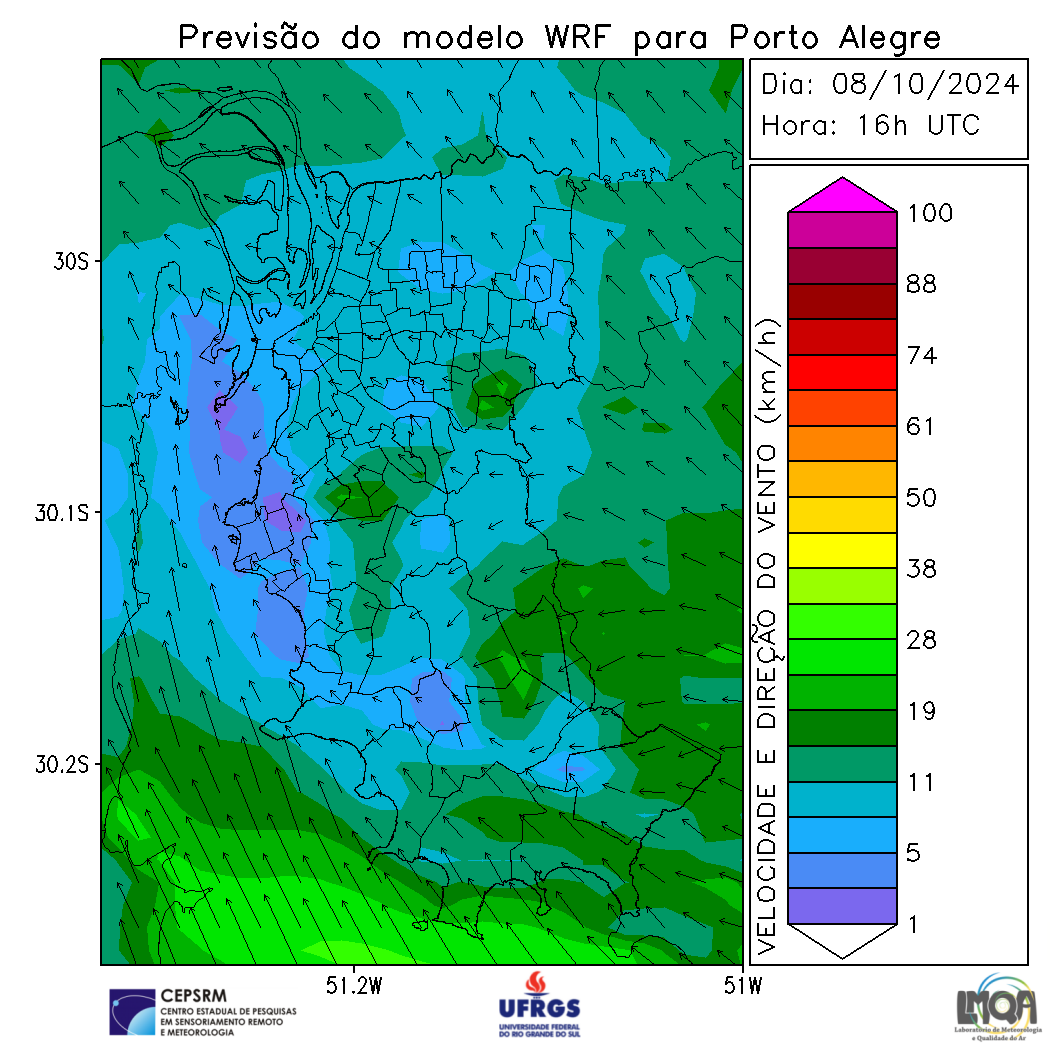 Previsão do modelo WRF para Porto Alegre
Dia: 08/10/2024
Hora: 16h UTC
30S
30.1S
30.2S
51.2W
51W
VELOCIDADE E DIREÇÃO DO VENTO (km/h)
100
88
74
61
50
38
28
19
11
5
1
CEPSRM
CENTRO ESTADUAL DE PESQUISAS
EM SENSORIAMENTO REMOTO
E METEOROLOGIA
UFRGS
UNIVERSIDADE FEDERAL
DO RIO GRANDE DO SUL
LMQA
Laboratório de Meteorologia
e Qualidade do Ar